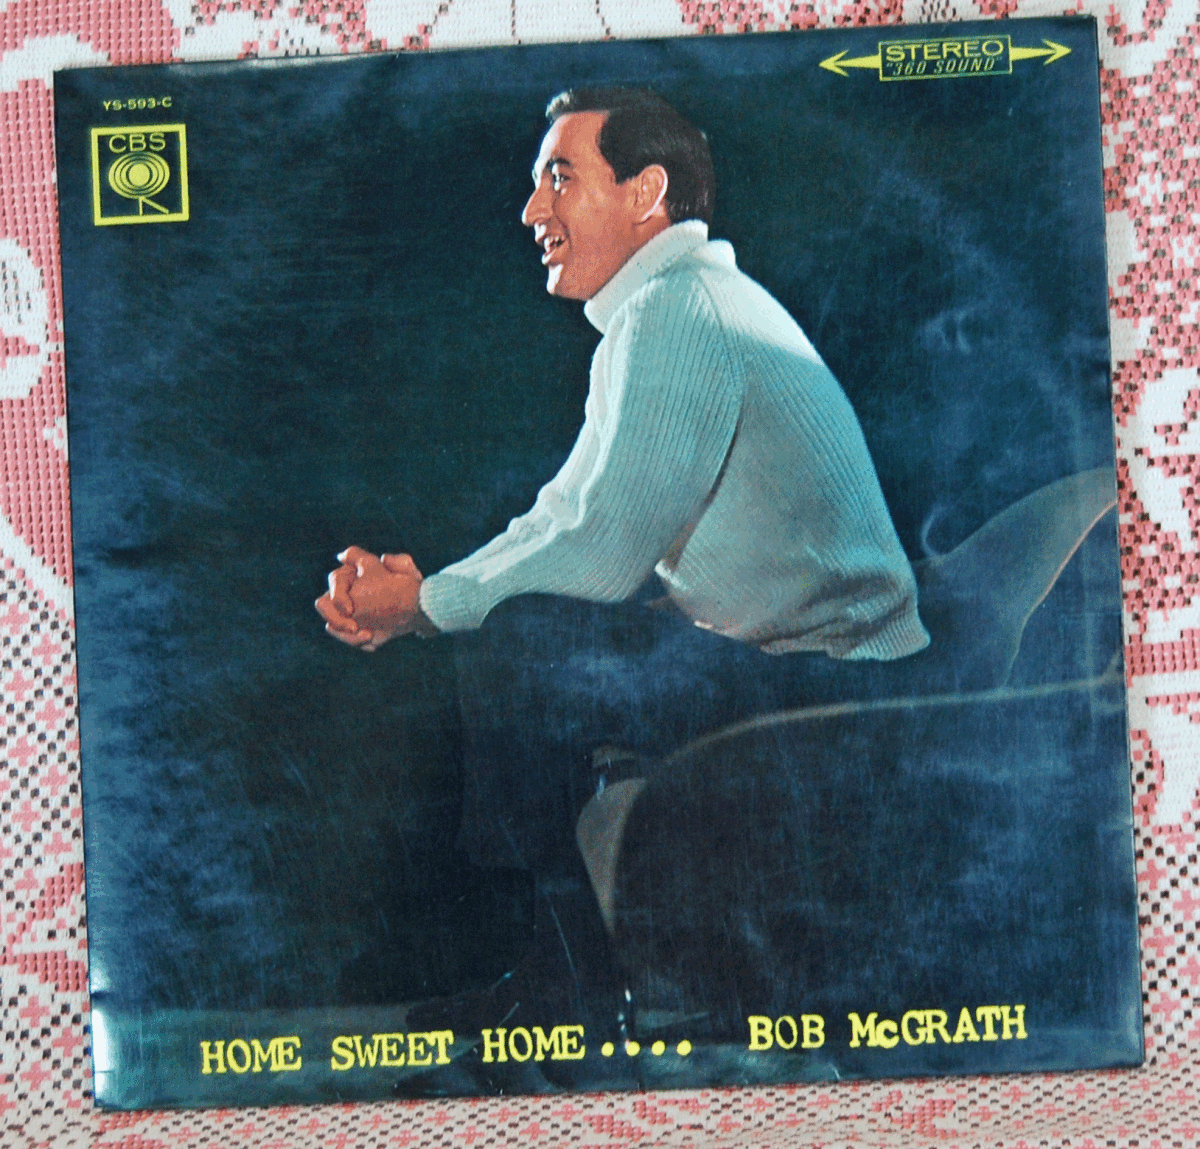 YS-593-C
CBS
STEREO
"360 SOUND"
HOME SWEET HOME.... BOB McGRATH